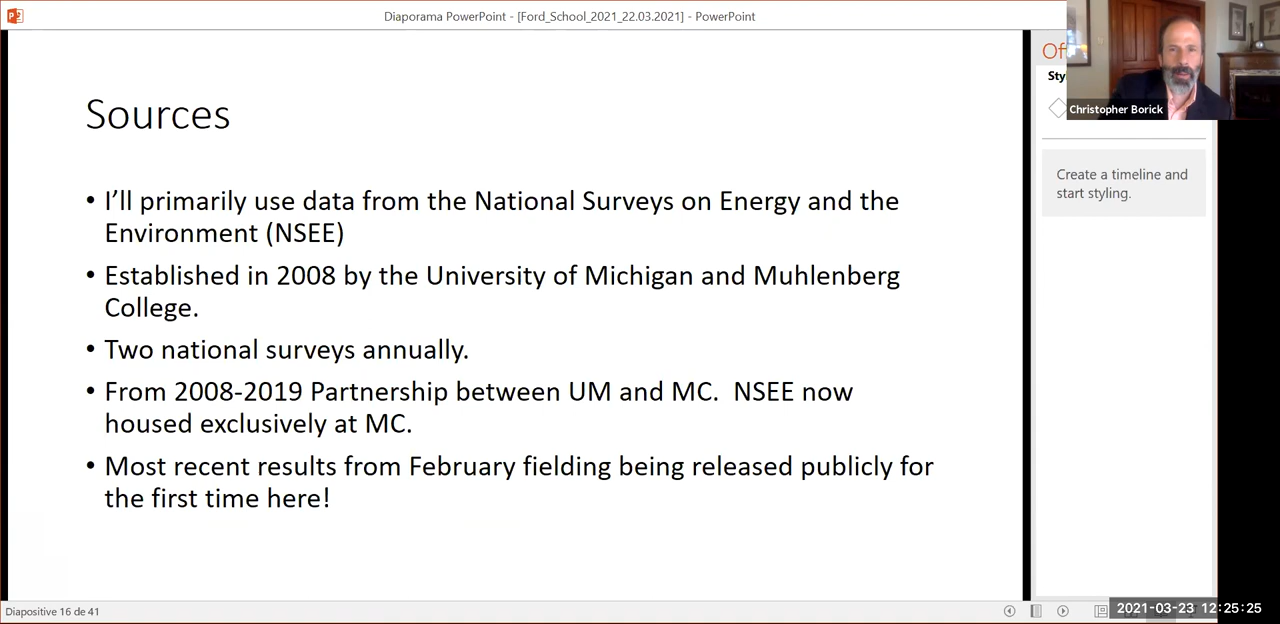 Diaporama PowerPoint - [Ford_School_2021_22.03.2021] - PowerPoint
Sources
• I’ll primarily use data from the National Surveys on Energy and the
Environment (NSEE)
• Established in 2008 by the University of Michigan and Muhlenberg
College.
• Two national surveys annually.
• From 2008-2019 Partnership between UM and MC.  NSEE now
housed exclusively at MC.
• Most recent results from February fielding being released publicly for
the first time here!
Christopher Borick
Create a timeline and
start styling.
Diapositive 16 de 41
2021-03-23 12:25:25